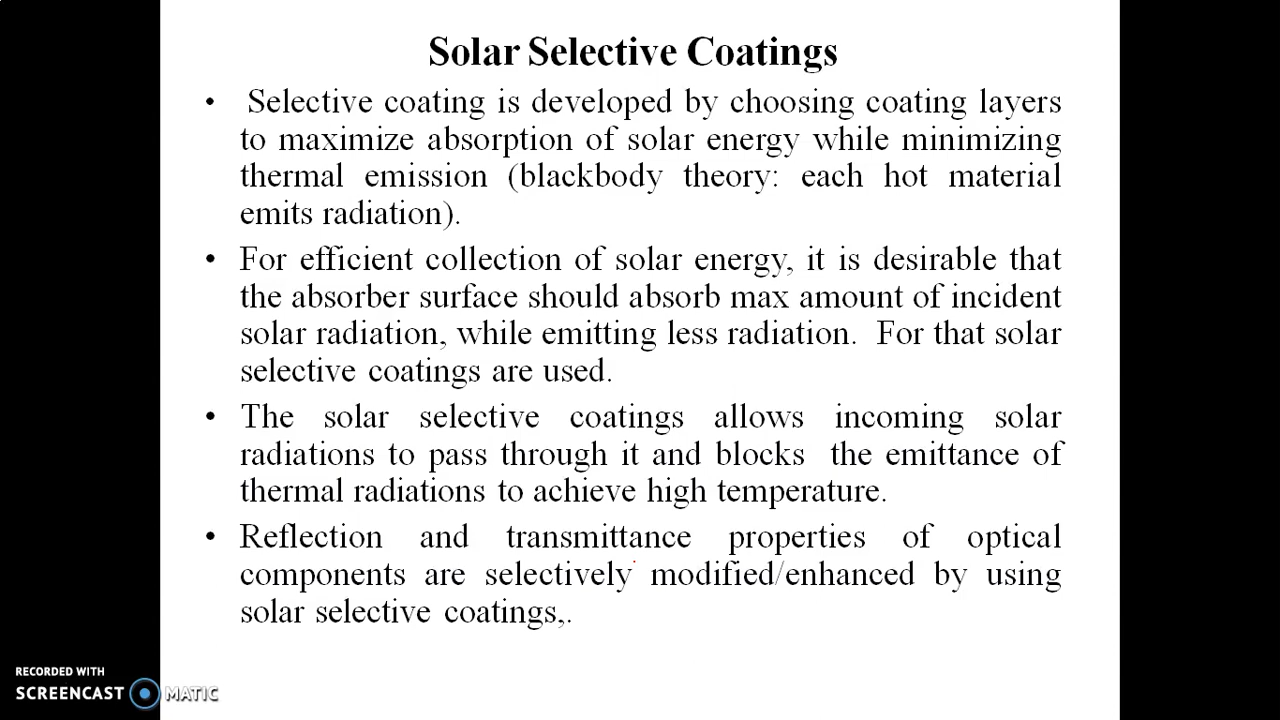 Solar Selective Coatings
• Selective coating is developed by choosing coating layers
to maximize absorption of solar energy while minimizing
thermal emission (blackbody theory: each hot material
emits radiation).
• For efficient collection of solar energy, it is desirable that
the absorber surface should absorb max amount of incident
solar radiation, while emitting less radiation. For that solar
selective coatings are used.
• The solar selective coatings allows incoming solar
radiations to pass through it and blocks the emittance of
thermal radiations to achieve high temperature.
• Reflection and transmittance properties of optical
components are selectively modified/enhanced by using
solar selective coatings,.
RECORDED WITH
SCREENCAST MATIC